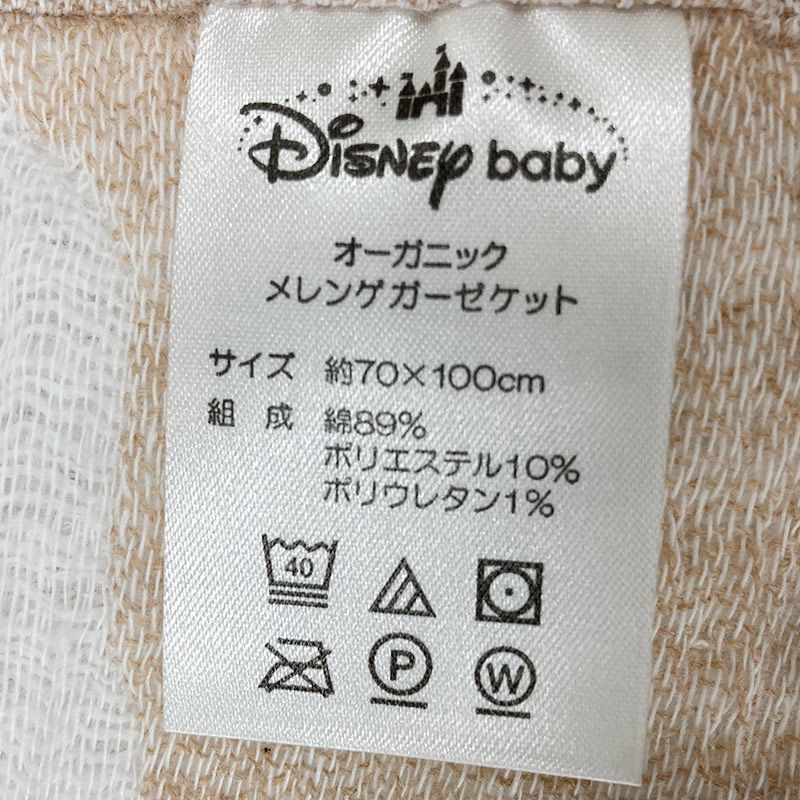 Disney baby
オーガニック
メレンゲガーゼケット
サイズ 約70×100cm
組成 綿89%
ポリエステル10%
ポリウレタン1%
40
P W